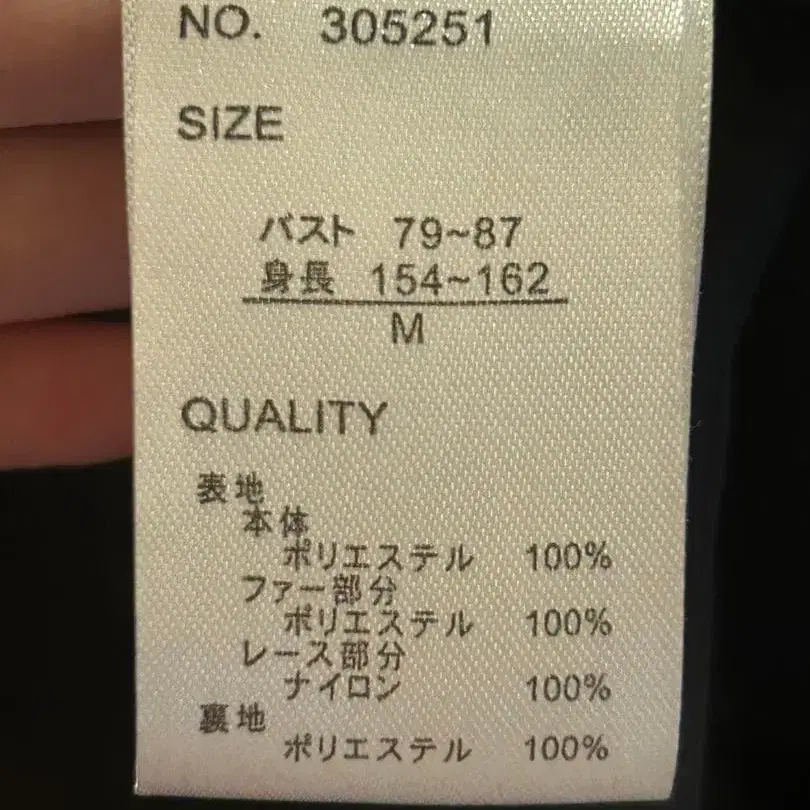 NO. 305251
SIZE
バスト 79~87
身長 154~162
M
QUALITY
表地
本体
ポリエステル 100%
ファー部分
ポリエステル 100%
レース部分
ナイロン 100%
裏地
ポリエステル 100%